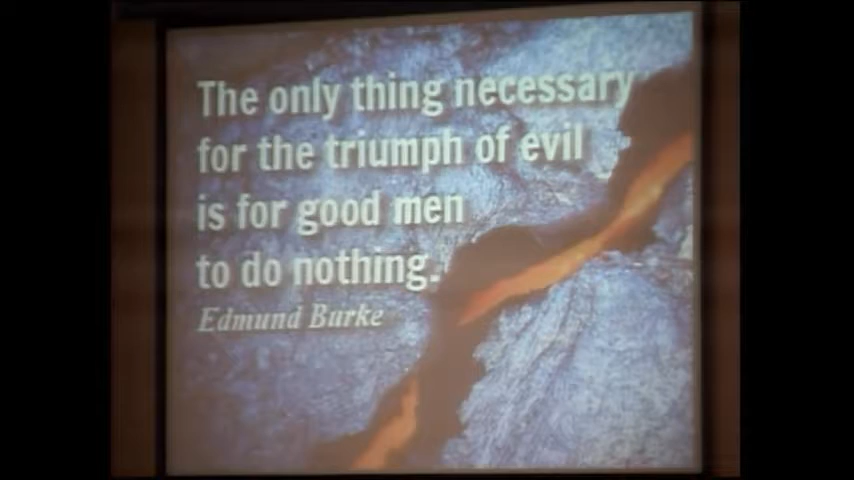 The only thing necessary
for the triumph of evil
is for good men
to do nothing.
Edmund Burke